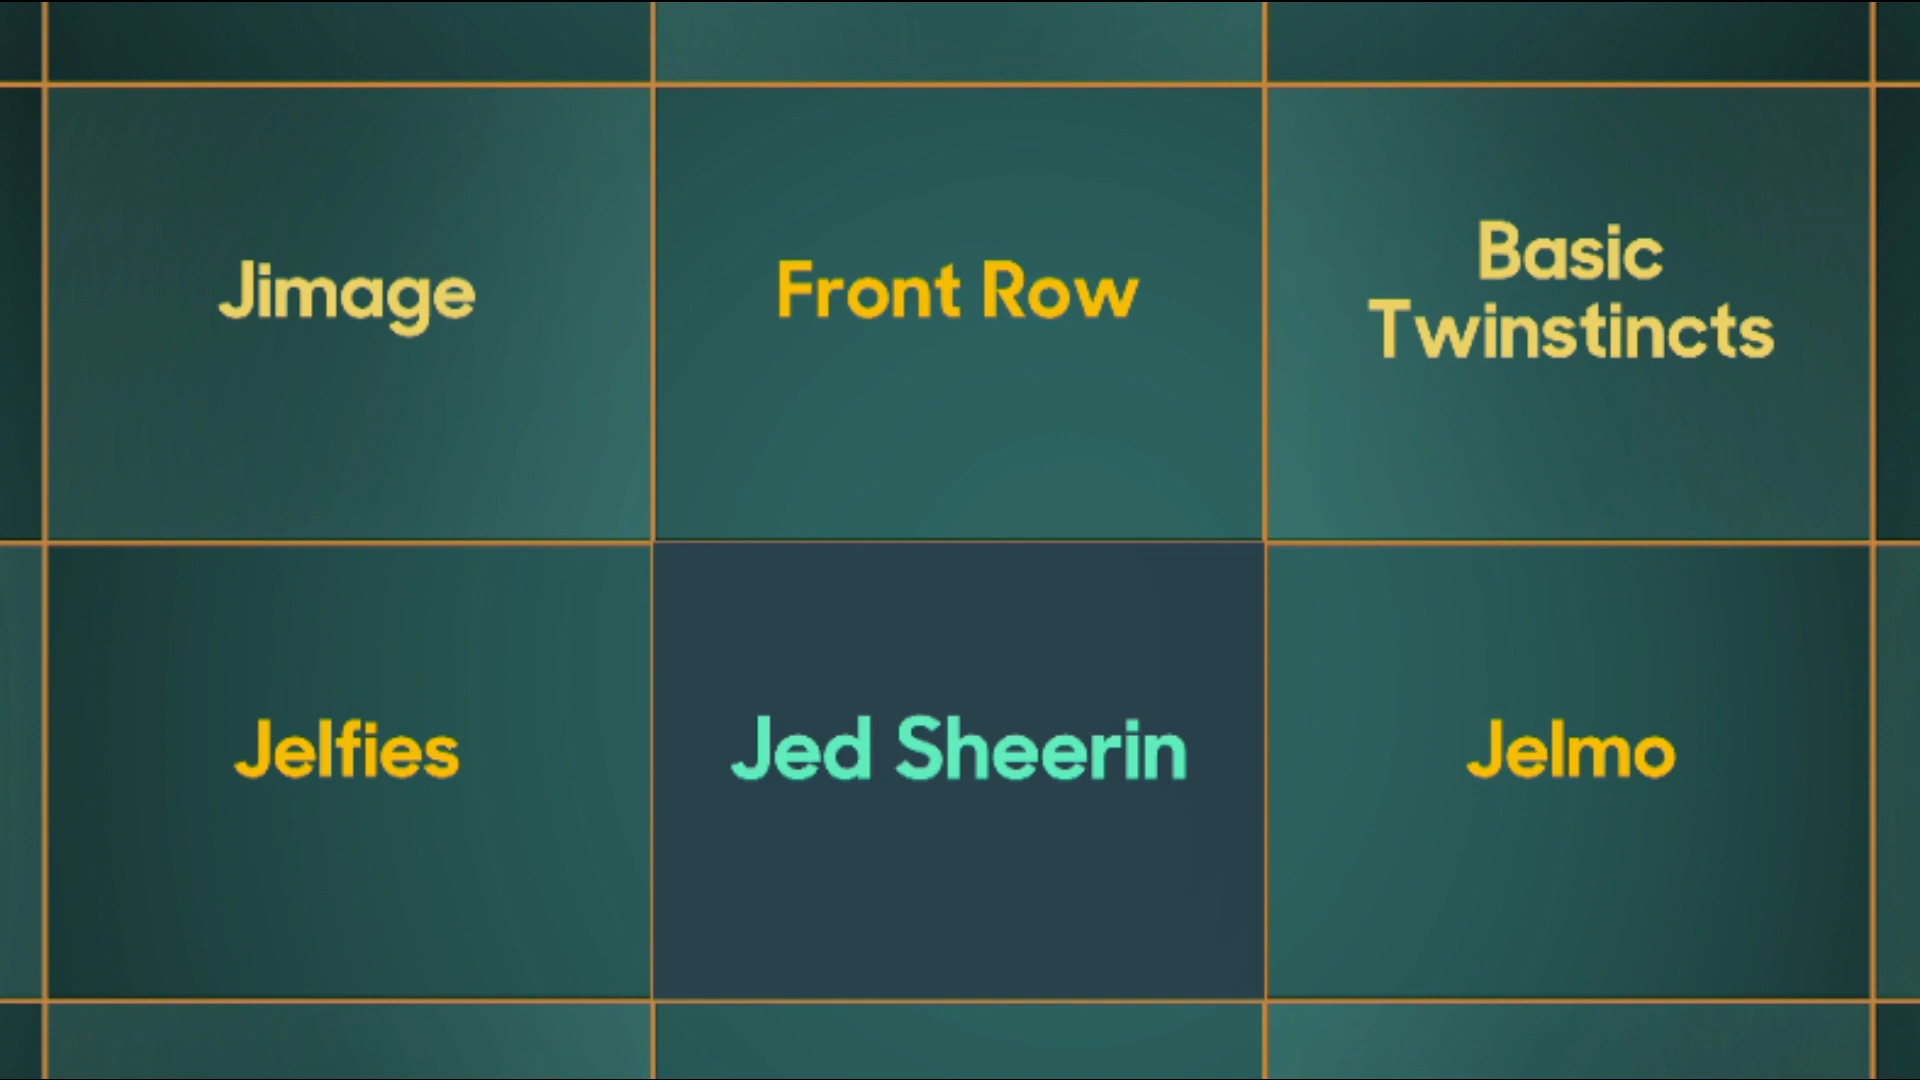 Jimage
Front Row
Basic
Twinstincts
Jelfies
Jed Sheerin
Jelmo